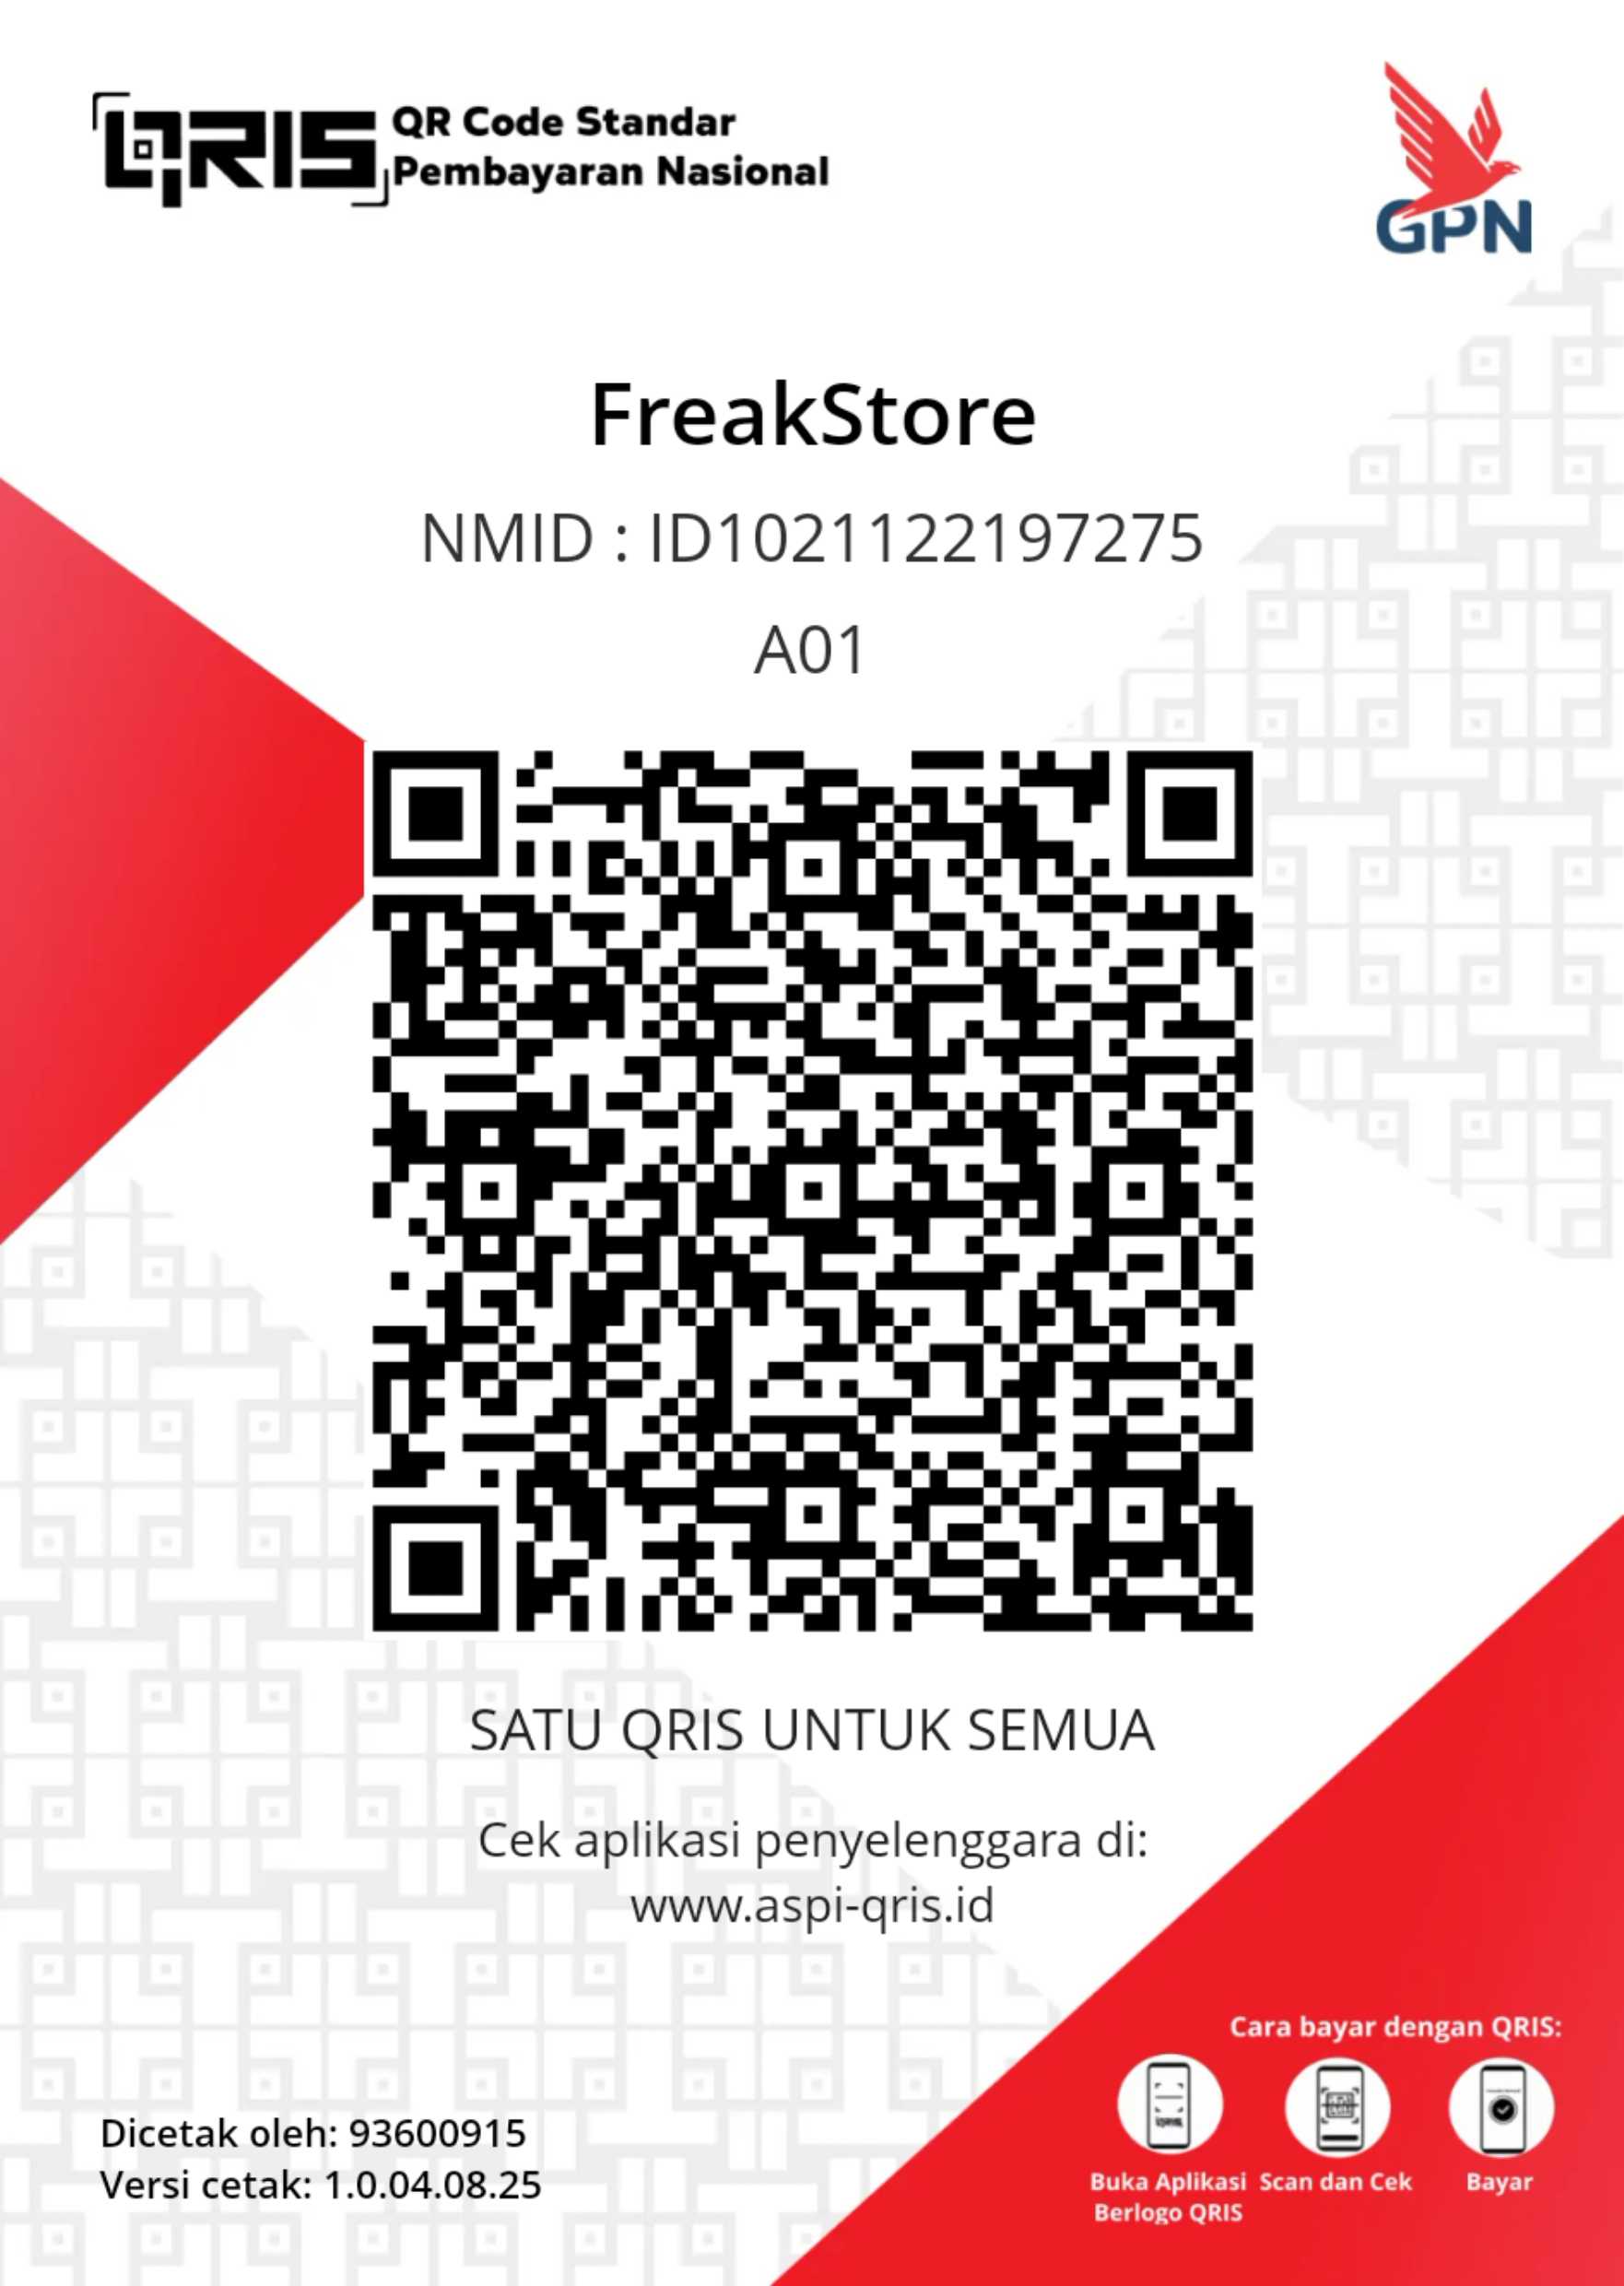 QRIS
QR Code Standar
Pembayaran Nasional
GPN
FreakStore
NMID : ID1021122197275
A01
SATU QRIS UNTUK SEMUA
Cek aplikasi penyelenggara di:
www.aspi-qris.id
Cara bayar dengan QRIS:
Buka Aplikasi
Berlogo QRIS
Scan dan Cek
Bayar
Dicetak oleh: 93600915
Versi cetak: 1.0.04.08.25